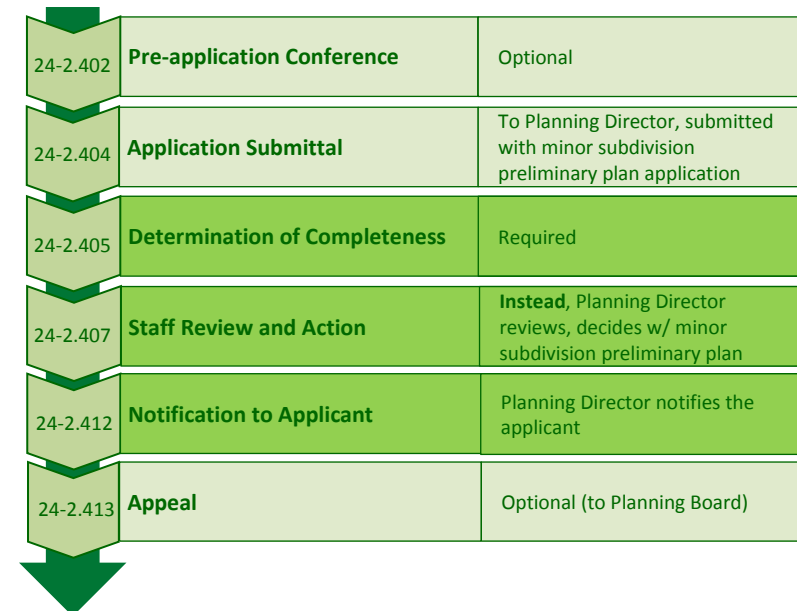 24-2.402 Pre-application Conference Optional
24-2.404 Application Submittal To Planning Director, submitted
with minor subdivision
preliminary plan application
24-2.405 Determination of Completeness Required
24-2.407 Staff Review and Action Instead, Planning Director
reviews, decides w/ minor
subdivision preliminary plan
24-2.412 Notification to Applicant Planning Director notifies the
applicant
24-2.413 Appeal Optional (to Planning Board)